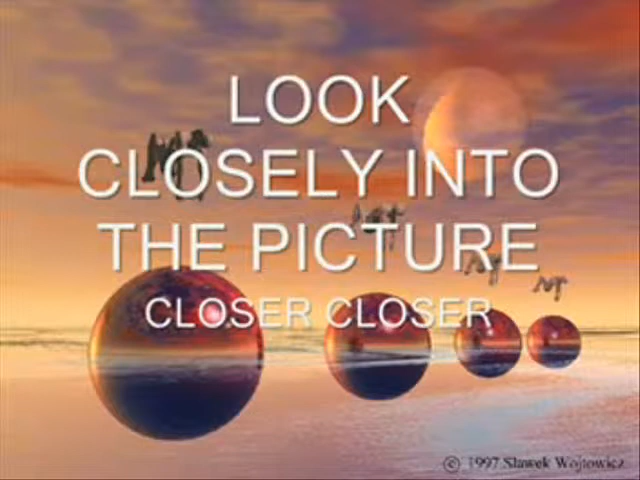 LOOK
CLOSELY INTO
THE PICTURE
CLOSER CLOSER
© 1997 Slawek Wojtowicz